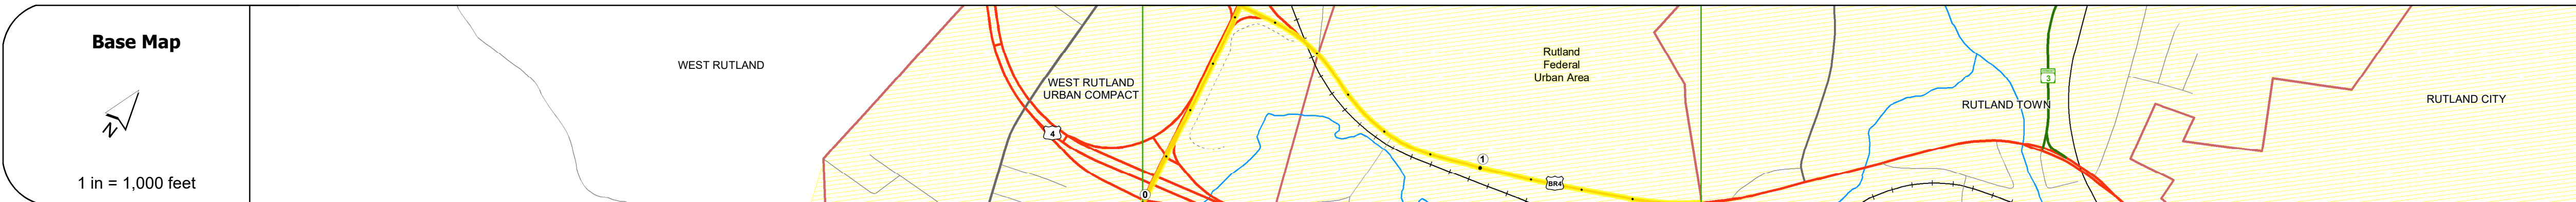 Base Map
N
1 in = 1,000 feet
WEST RUTLAND
WEST RUTLAND
URBAN COMPACT
4
0
Rutland
Federal
Urban Area
1
BR4
3
RUTLAND TOWN
RUTLAND CITY